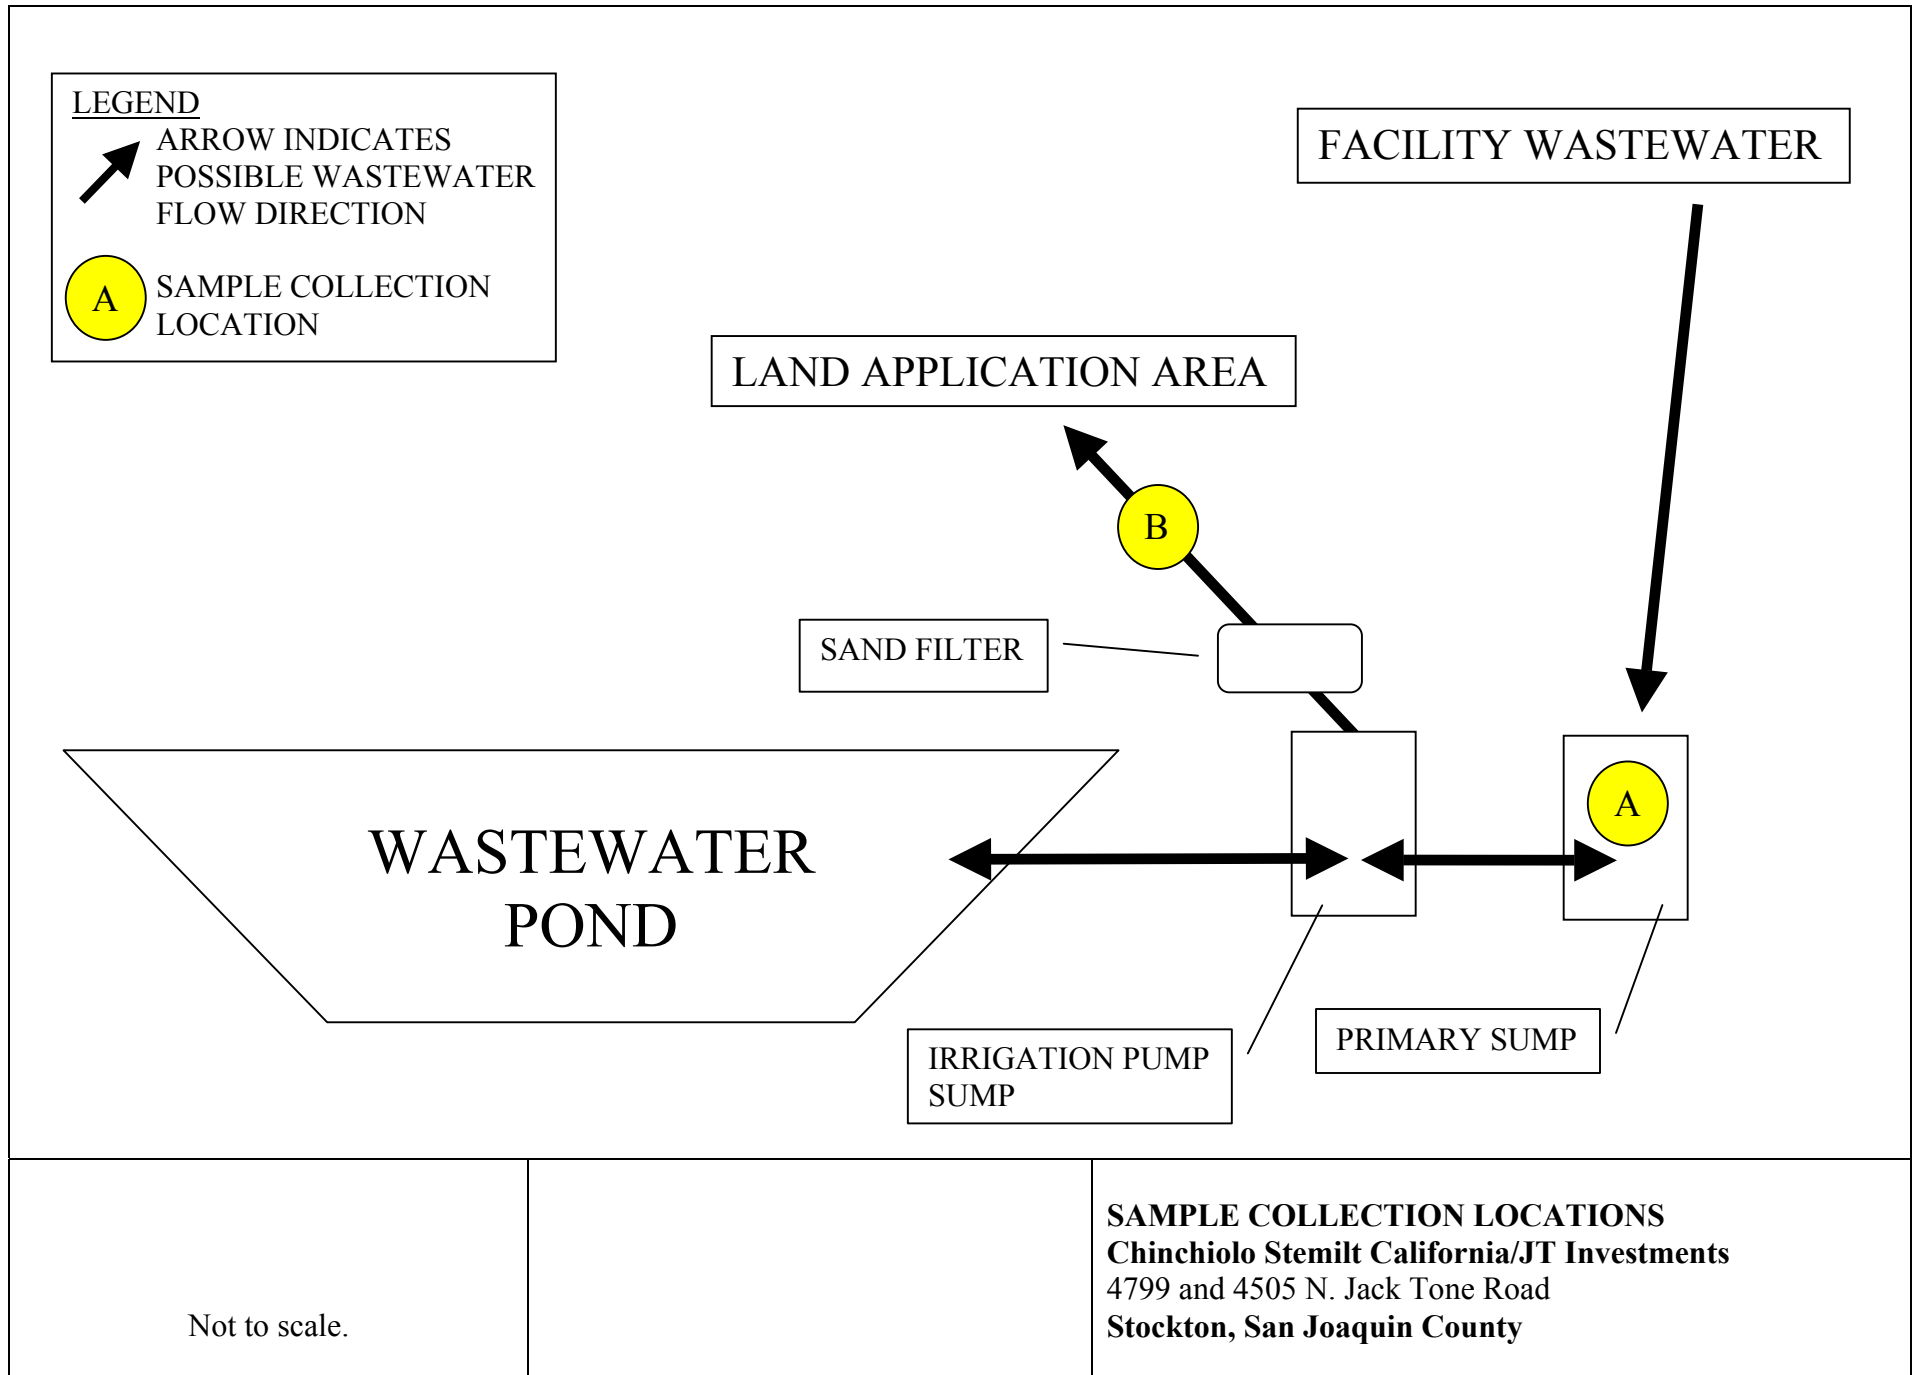 LEGEND
ARROW INDICATES
POSSIBLE WASTEWATER
FLOW DIRECTION
A
SAMPLE COLLECTION
LOCATION
FACILITY WASTEWATER
LAND APPLICATION AREA
B
SAND FILTER
A
WASTEWATER
POND
IRRIGATION PUMP
SUMP
PRIMARY SUMP
Not to scale.
SAMPLE COLLECTION LOCATIONS
Chinchiolo Stemilt California/JT Investments
4799 and 4505 N. Jack Tone Road
Stockton, San Joaquin County